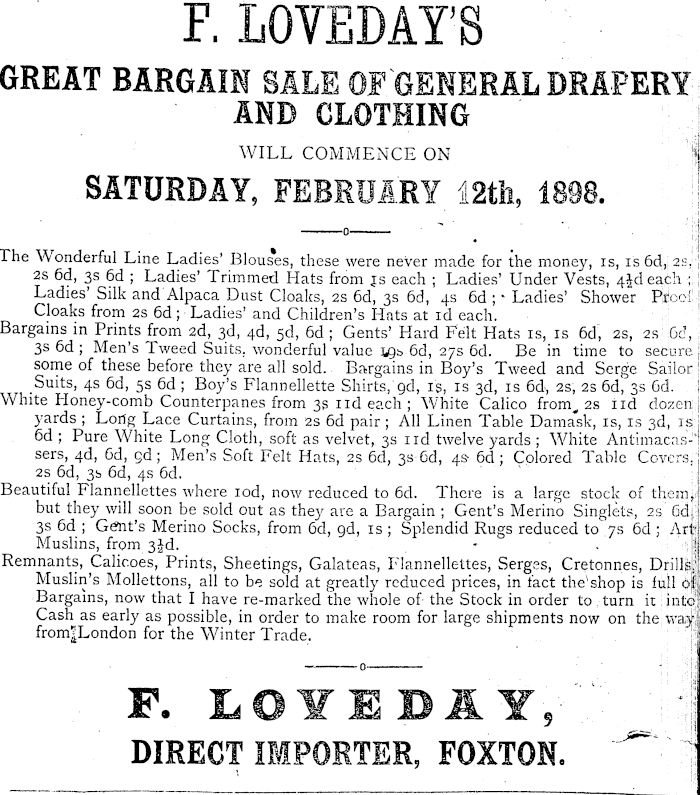 F. LOVEDAY'S
GREAT BARGAIN SALE OF GENERAL DRAPERY
AND CLOTHING
WILL COMMENCE ON
SATURDAY, FEBRUARY 12th, 1898.
The Wonderful Line Ladies' Blouses, these were never made for the money, 1s, 1s 6d, 2s,
2s 6d, 3s 6d ; Ladies' Trimmed Hats from 1s each ; Ladies' Under Vests, 4½d each ;
Ladies' Silk and Alpaca Dust Cloaks, 2s 6d, 3s 6d, 4s 6d ; Ladies' Shower Proof
Cloaks from 2s 6d ; Ladies' and Children's Hats at 1d each.
Bargains in Prints from 2d, 3d, 4d, 5d, 6d ; Gents' Hard Felt Hats 1s, 1s 6d, 2s, 2s 6d,
3s 6d ; Men's Tweed Suits, wonderful value 19s 6d, 27s 6d. Be in time to secure
some of these before they are all sold. Bargains in Boy's Tweed and Serge Sailor
Suits, 4s 6d, 5s 6d ; Boy's Flannellette Shirts, 9d, 1s, 1s 3d, 1s 6d, 2s, 2s 6d, 3s 6d.
White Honey-comb Counterpanes from 3s 11d each ; White Calico from 2s 11d dozen
yards ; Long Lace Curtains, from 2s 6d pair ; All Linen Table Damask, 1s, 1s 3d, 1s
6d ; Pure White Long Cloth, soft as velvet, 3s 11d twelve yards ; White Antimacas-
sers, 4d, 6d, 9d ; Men's Soft Felt Hats, 2s 6d, 3s 6d, 4s 6d ; Colored Table Covers,
2s 6d, 3s 6d, 4s 6d.
Beautiful Flannellettes where 10d, now reduced to 6d. There is a large stock of them,
but they will soon be sold out as they are a Bargain ; Gent's Merino Singlets, 2s 6d,
3s 6d ; Gent's Merino Socks, from 6d, 9d, 1s ; Splendid Rugs reduced to 7s 6d ; Art
Muslins, from 3½d.
Remnants, Calicoes, Prints, Sheetings, Galateas, Flannellettes, Serges, Cretonnes, Drills,
Muslin's Mollettons, all to be sold at greatly reduced prices, in fact the shop is full of
Bargains, now that I have re-marked the whole of the Stock in order to turn it into
Cash as early as possible, in order to make room for large shipments now on the way
from London for the Winter Trade.
F. LOVEDAY,
DIRECT IMPORTER, FOXTON.